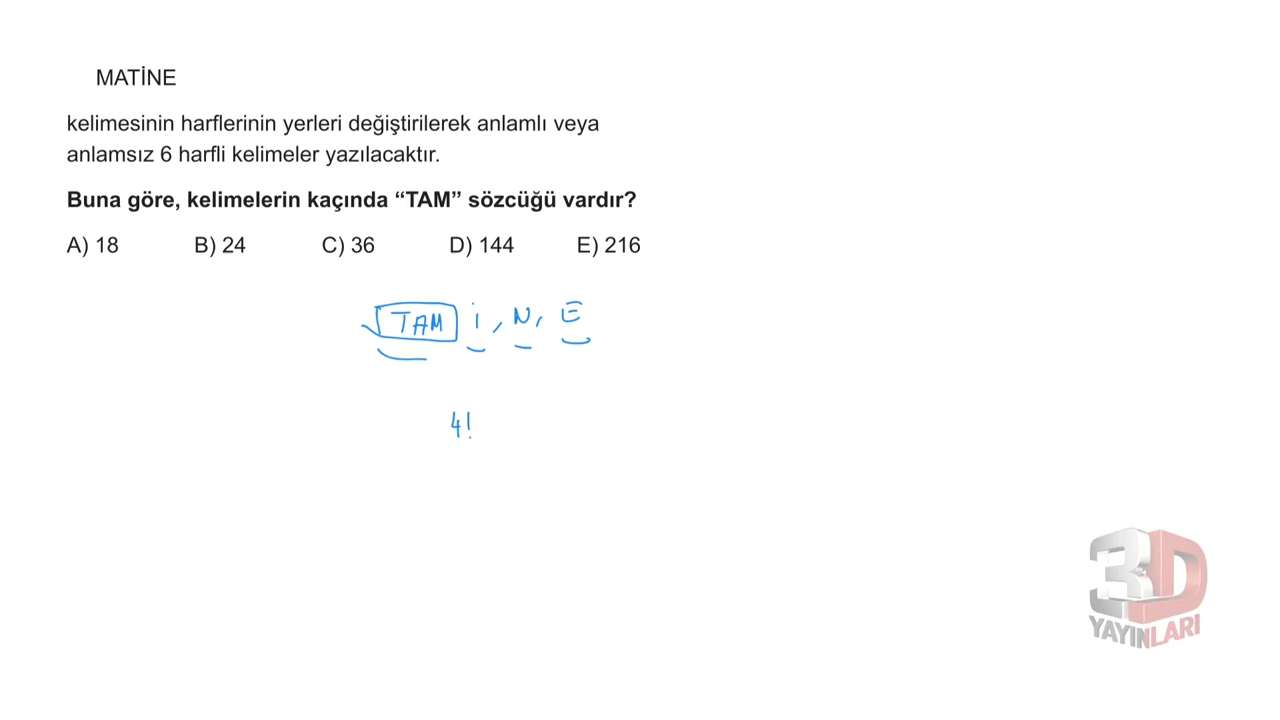 MATİNE
kelimesinin harflerinin yerleri değiştirilerek anlamlı veya
anlamsız 6 harfli kelimeler yazılacaktır.
Buna göre, kelimelerin kaçında “TAM” sözcüğü vardır?
A) 18 B) 24 C) 36 D) 144 E) 216
TAM i, N, E
4!
3D
YAYINLARI